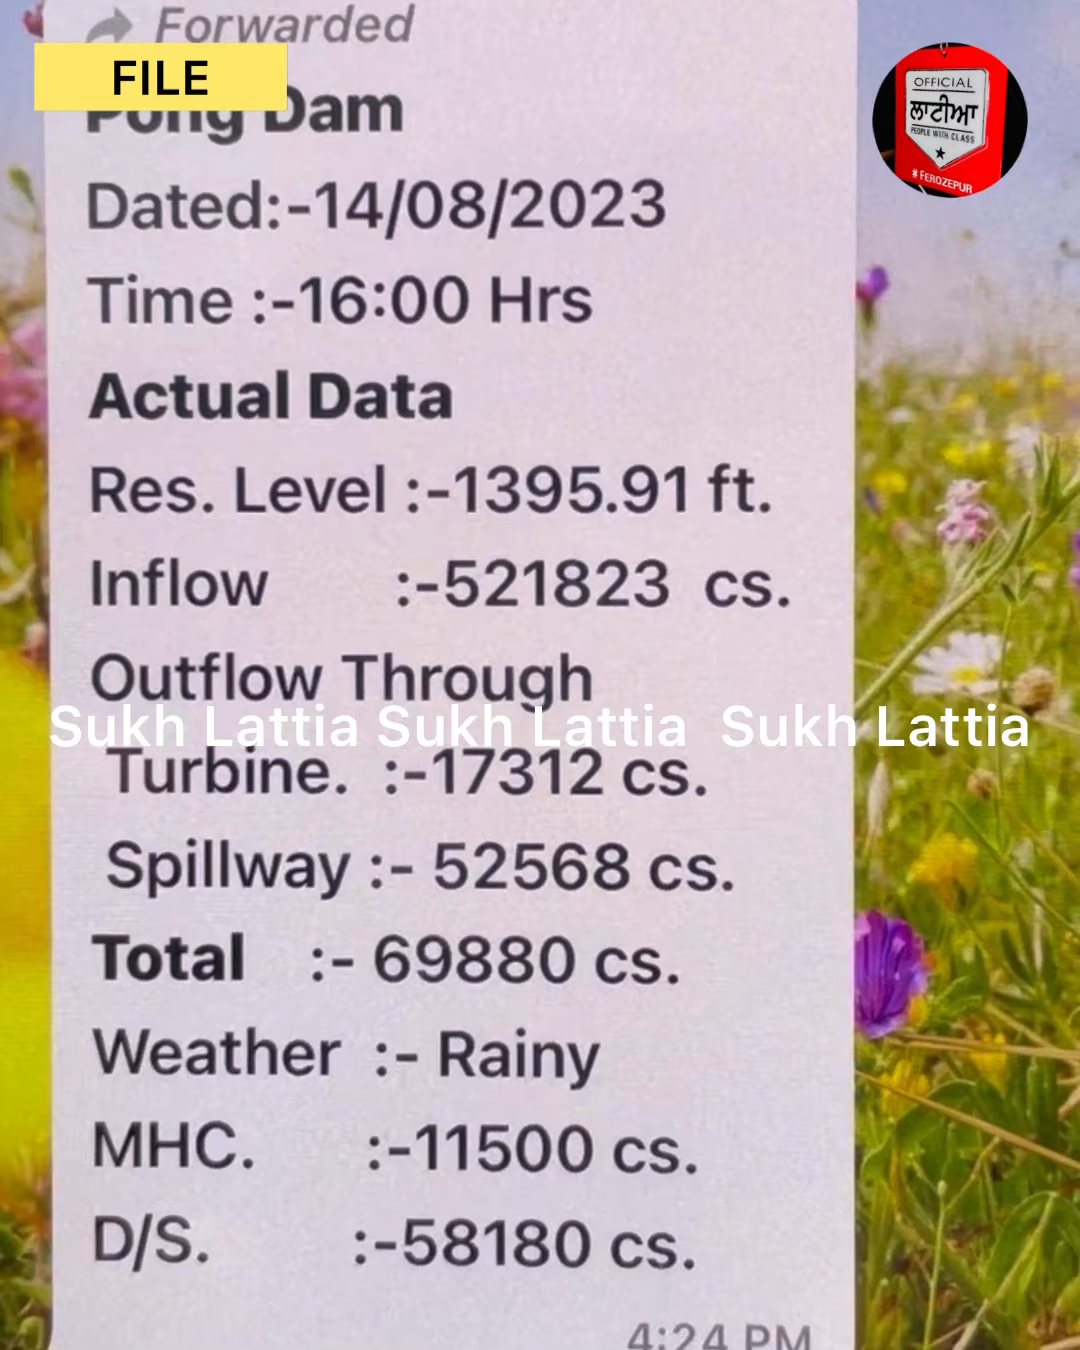 Forwarded
FILE
Pong Dam
OFFICIAL
ਲਾਟੀਆ
PEOPLE WITH CLASS
#FEROZEPUR
Dated:-14/08/2023
Time :-16:00 Hrs
Actual Data
Res. Level :-1395.91 ft.
Inflow :-521823 cs.
Outflow Through
Sukh Lattia Sukh Lattia Sukh Lattia
Turbine. :-17312 cs.
Spillway :- 52568 cs.
Total :- 69880 cs.
Weather :- Rainy
MHC. :-11500 cs.
D/S. :-58180 cs.
4:24 PM